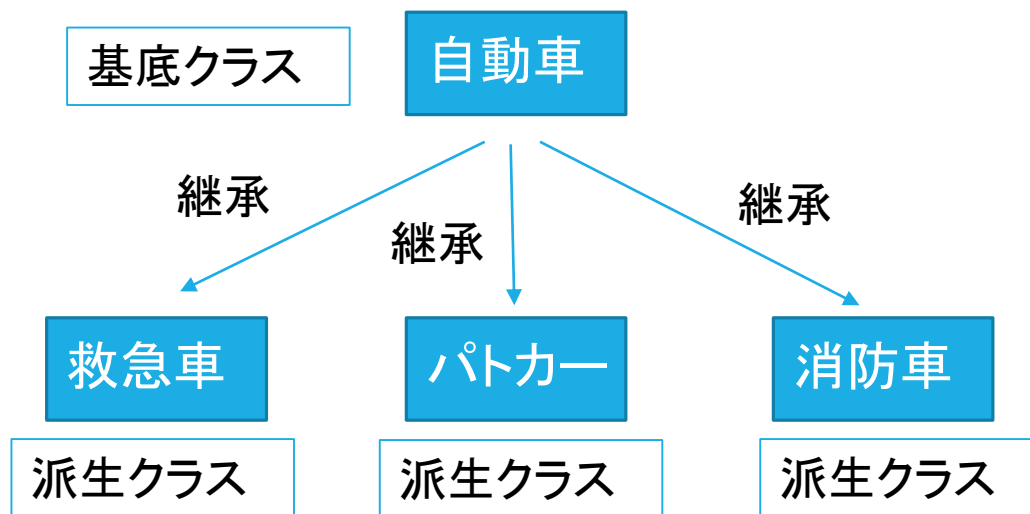 基底クラス
自動車
継承
継承
継承
救急車
パトカー
消防車
派生クラス
派生クラス
派生クラス